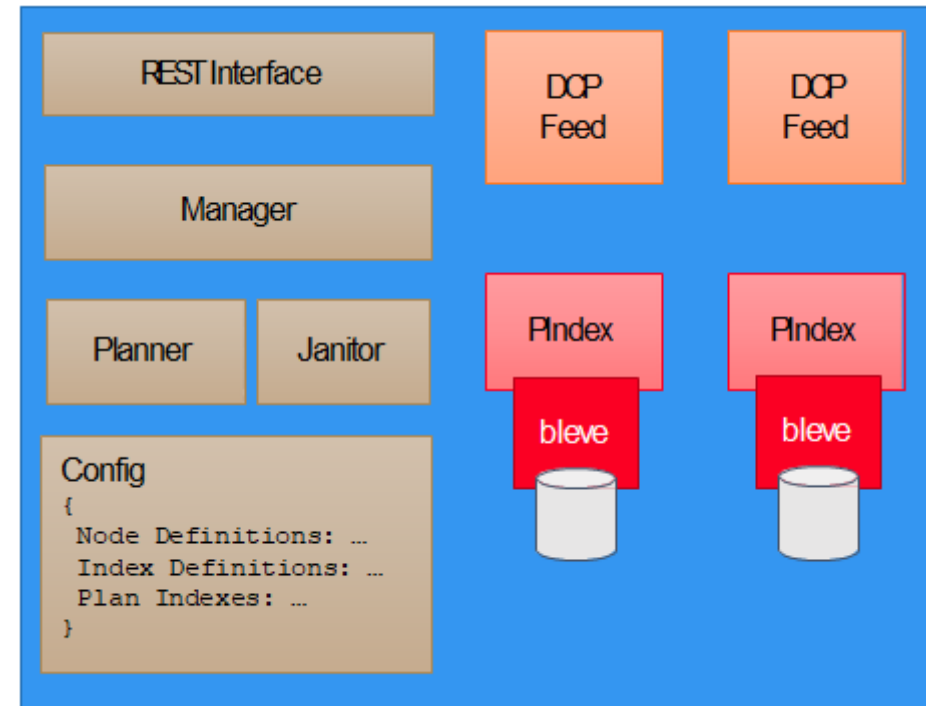 REST Interface
Manager
Planner
Janitor
Config
{
Node Definitions: …
Index Definitions: …
Plan Indexes: …
}
DCP
Feed
DCP
Feed
PIndex
PIndex
bleve
bleve